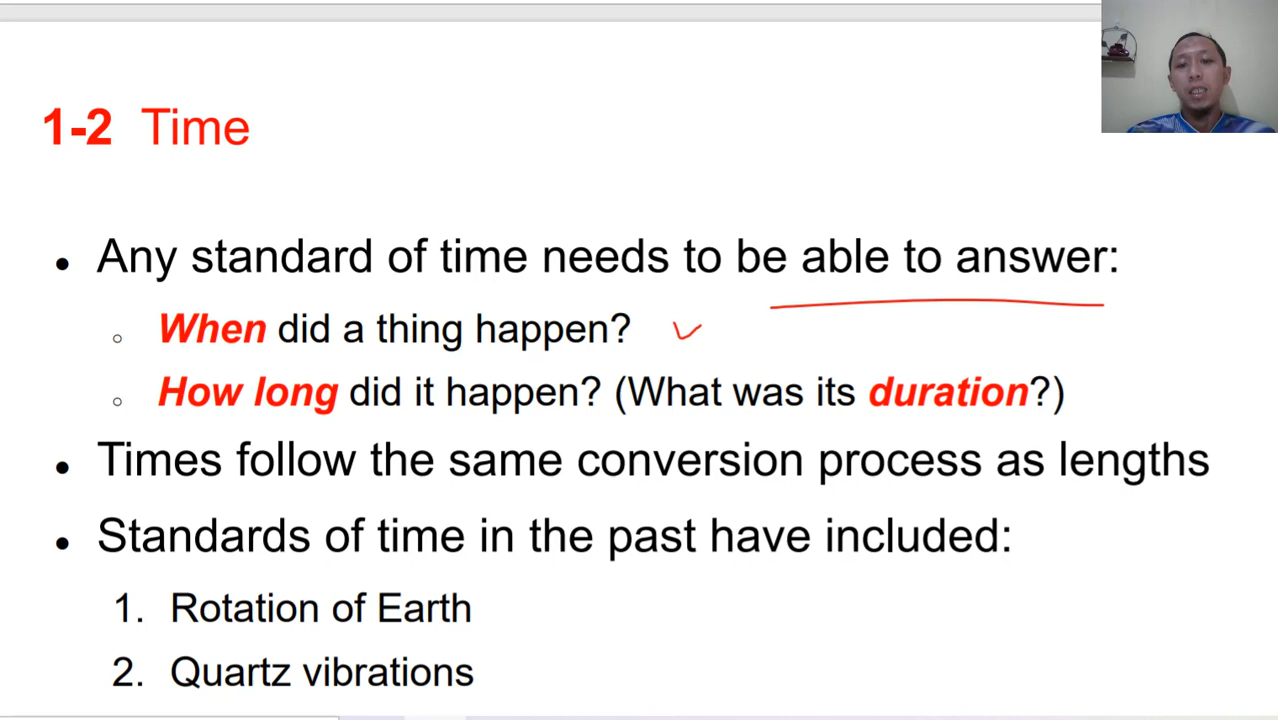 1-2 Time
• Any standard of time needs to be able to answer:
○ When did a thing happen?
○ How long did it happen? (What was its duration?)
• Times follow the same conversion process as lengths
• Standards of time in the past have included:
1. Rotation of Earth
2. Quartz vibrations